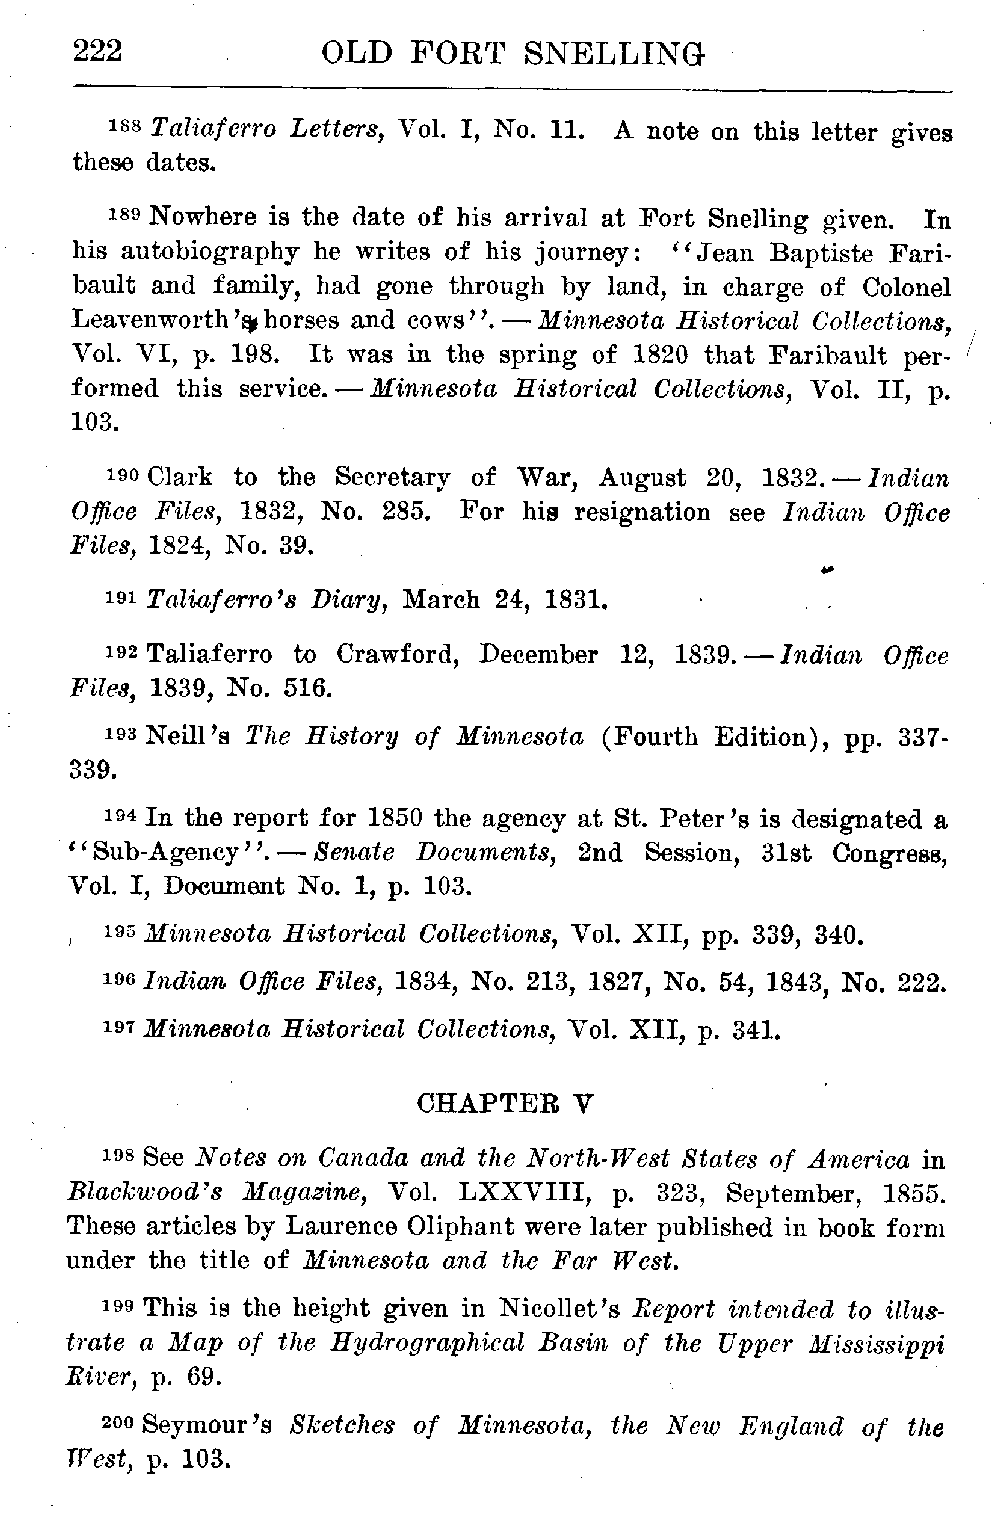 222 OLD FORT SNELLING
188 Taliaferro Letters, Vol. I, No. 11. A note on this letter gives
these dates.
189 Nowhere is the date of his arrival at Fort Snelling given. In
his autobiography he writes of his journey: "Jean Baptiste Fari-
bault and family, had gone through by land, in charge of Colonel
Leavenworth's horses and cows". — Minnesota Historical Collections,
Vol. VI, p. 198. It was in the spring of 1820 that Faribault per-
formed this service. — Minnesota Historical Collections, Vol. II, p.
103.
190 Clark to the Secretary of War, August 20, 1832. — Indian
Office Files, 1832, No. 285. For his resignation see Indian Office
Files, 1824, No. 39.
191 Taliaferro's Diary, March 24, 1831.
192 Taliaferro to Crawford, December 12, 1839. — Indian Office
Files, 1839, No. 516.
193 Neill's The History of Minnesota (Fourth Edition), pp. 337-
339.
194 In the report for 1850 the agency at St. Peter's is designated a
"Sub-Agency". — Senate Documents, 2nd Session, 31st Congress,
Vol. I, Document No. 1, p. 103.
195 Minnesota Historical Collections, Vol. XII, pp. 339, 340.
196 Indian Office Files, 1834, No. 213, 1827, No. 54, 1843, No. 222.
197 Minnesota Historical Collections, Vol. XII, p. 341.
CHAPTER V
198 See Notes on Canada and the North-West States of America in
Blackwood's Magazine, Vol. LXXVIII, p. 323, September, 1855.
These articles by Laurence Oliphant were later published in book form
under the title of Minnesota and the Far West.
199 This is the height given in Nicollet's Report intended to illus-
trate a Map of the Hydrographical Basin of the Upper Mississippi
River, p. 69.
200 Seymour's Sketches of Minnesota, the New England of the
West, p. 103.